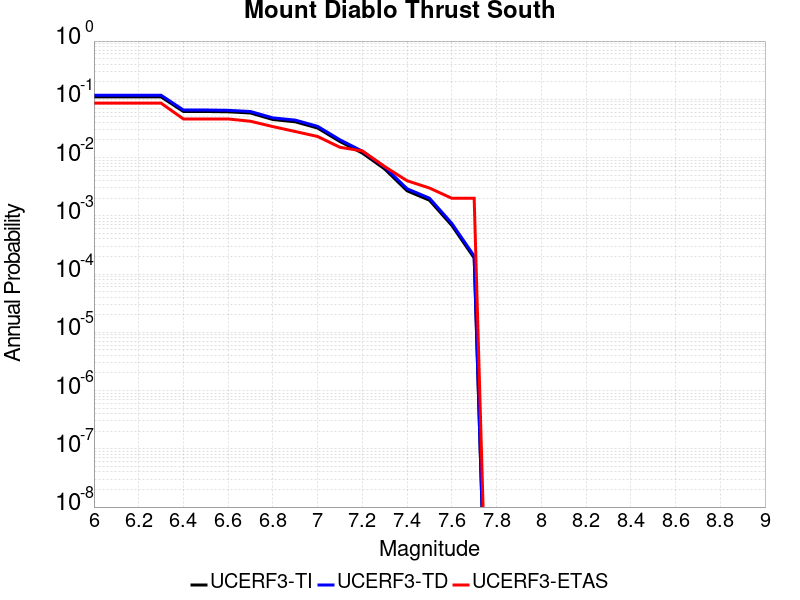 Mount Diablo Thrust South
10^0
10^-1
10^-2
10^-3
10^-4
10^-5
10^-6
10^-7
10^-8
Annual Probability
6 6.2 6.4 6.6 6.8 7 7.2 7.4 7.6 7.8 8 8.2 8.4 8.6 8.8 9
Magnitude
UCERF3-TI UCERF3-TD UCERF3-ETAS